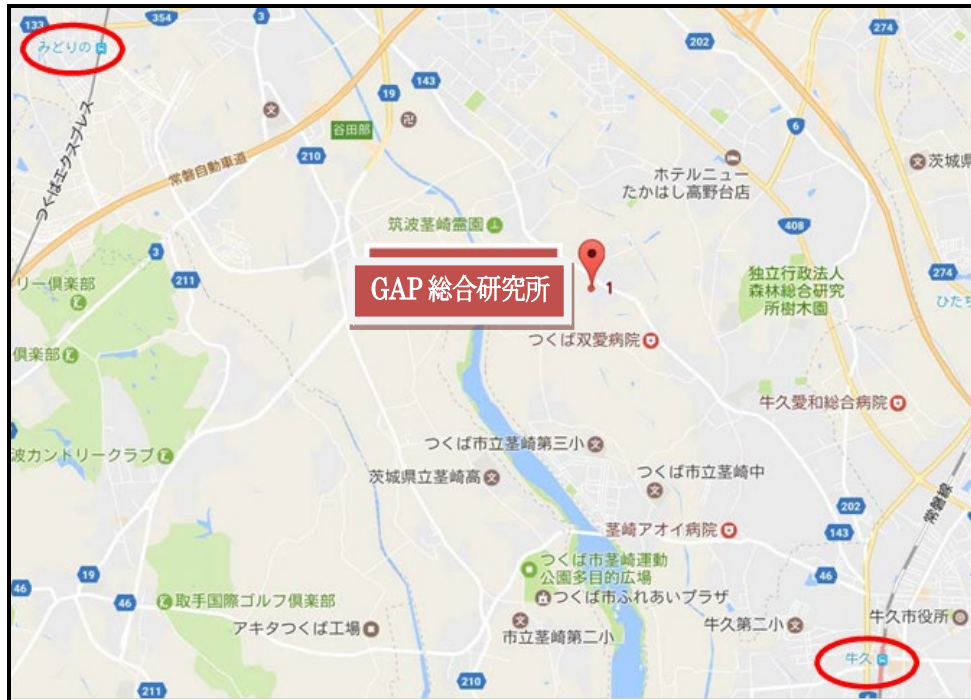 133
354
3
274
みどりの
202
143
19
6
谷田部
210
常磐自動車道
つくばエクスプレス
ホテルニュー
たかはし高野台店
茨城県
筑波茎崎霊園
408
3
211
リー倶楽部
GAP 総合研究所
1
独立行政法人
森林総合研究
所樹木園
274
ひたち
つくば双愛病院
倶楽部
牛久愛和総合病院
つくば市立茎崎第三小
波カンドリークラブ
茨城県立茎崎高
つくば市立茎崎中
常磐線
202
143
茎崎アオイ病院
つくば市茎崎運動
公園多目的広場
19
46
46
46
取手国際ゴルフ倶楽部
つくば市ふれあいプラザ
アキタつくば工場
市立茎崎第二小
牛久第二小
牛久市役所
牛久
210
211
6